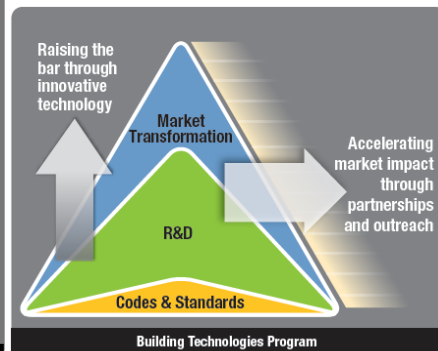 Raising the
bar through
innovative
technology
Market
Transformation
Accelerating
market impact
through
partnerships
and outreach
R&D
Codes & Standards
Building Technologies Program